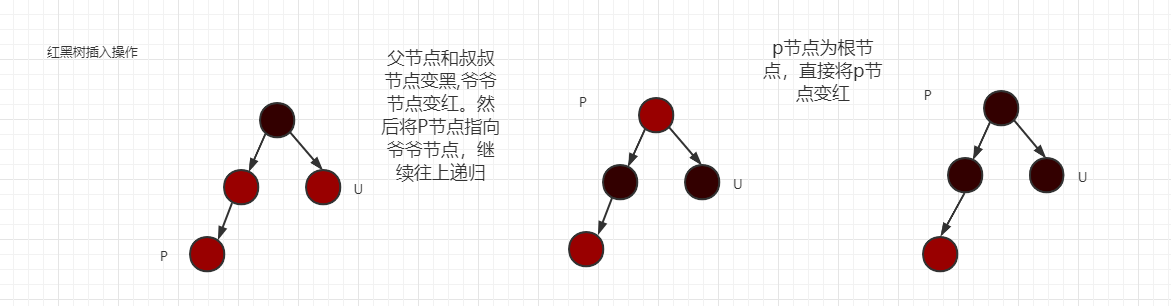 红黑树插入操作
父节点和叔叔
节点变黑,爷爷
节点变红。然
后将P节点指向
爷爷节点，继
续往上递归
p节点为根节
点，直接将p节
点变红
P
U
P
U
P
U